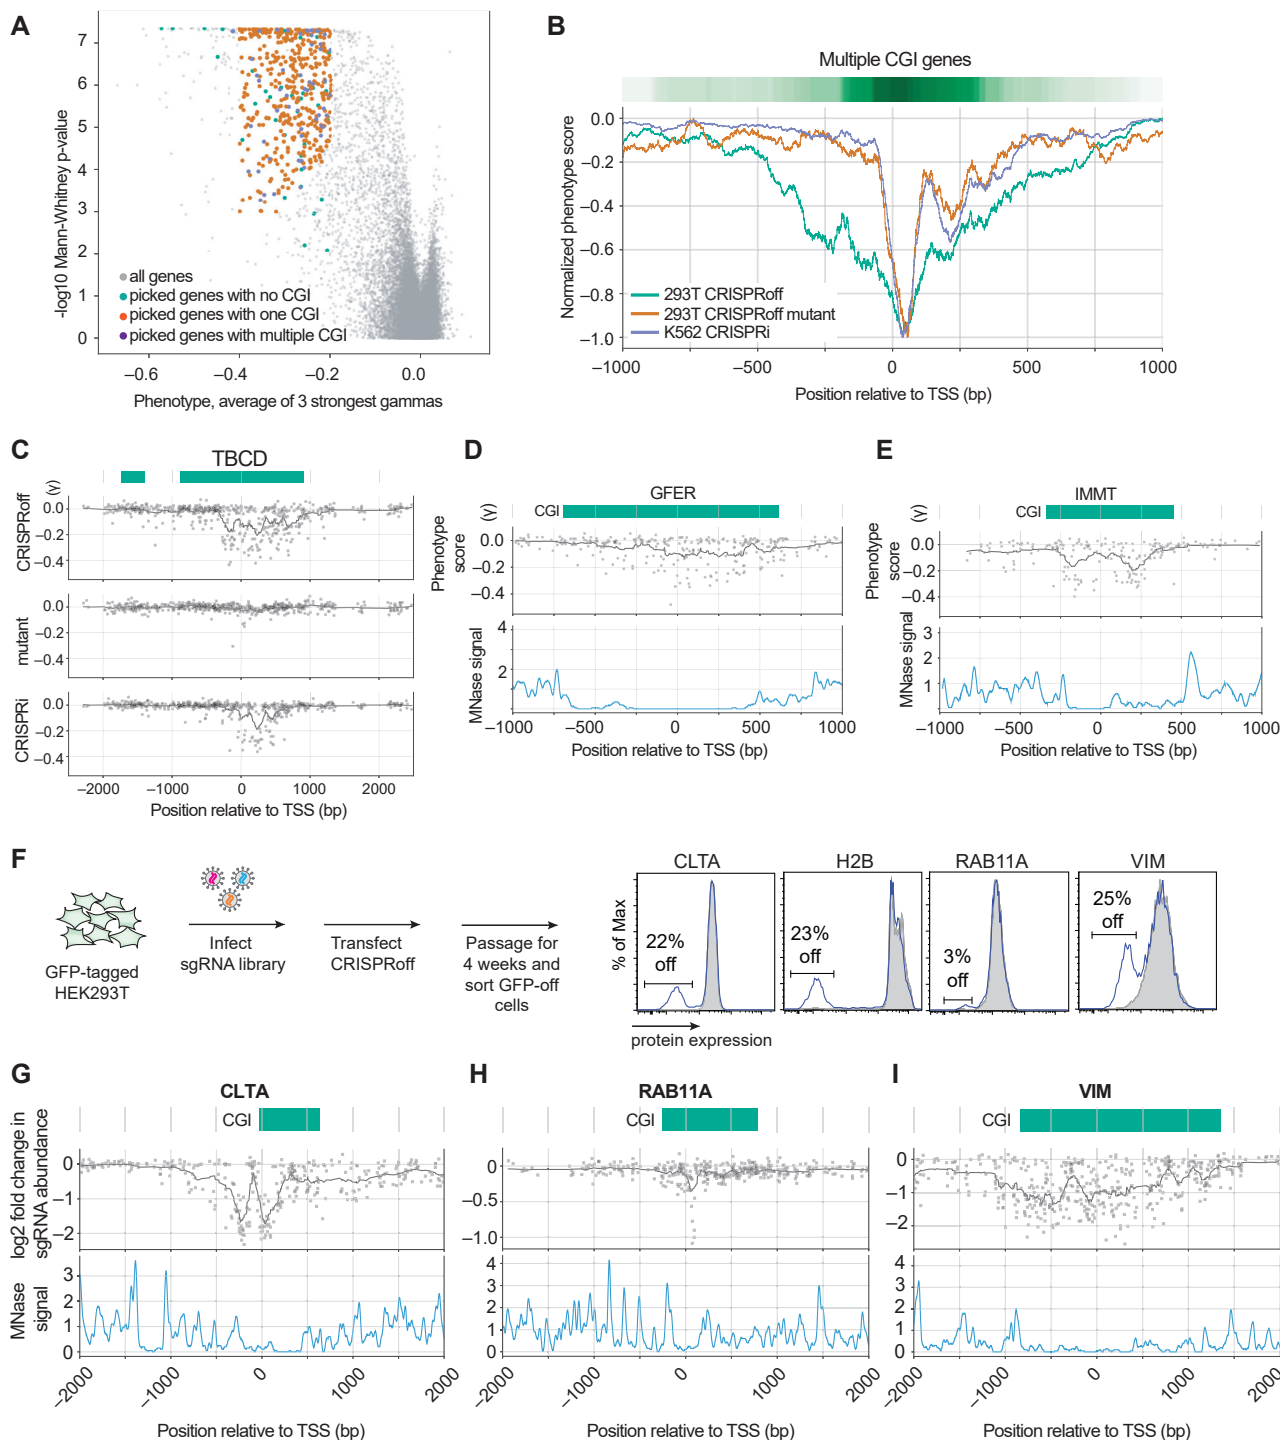 A
7
6
5
4
3
2
1
0
-log10 Mann-Whitney p-value
all genes
picked genes with no CGI
picked genes with one CGI
picked genes with multiple CGI
–0.6
–0.4
–0.2
0.0
Phenotype, average of 3 strongest gammas
B
Multiple CGI genes
0.0
–0.2
–0.4
–0.6
–0.8
–1.0
Normalized phenotype score
293T CRISPRoff
293T CRISPRoff mutant
K562 CRISPRi
–1000
–500
0
500
1000
Position relative to TSS (bp)
C
TBCD
(γ)
CRISPRoff
0.0
–0.2
–0.4
mutant
0.0
–0.2
–0.4
CRISPRi
0.0
–0.2
–0.4
–2000
–1000
0
1000
2000
Position relative to TSS (bp)
D
GFER
CGI
(γ)
Phenotype
score
0.0
–0.2
–0.4
MNase signal
4
2
0
–1000
–500
0
500
1000
Position relative to TSS (bp)
E
IMMT
CGI
(γ)
Phenotype
score
0.0
–0.2
–0.4
MNase signal
3
2
1
0
–1000
–500
0
500
1000
Position relative to TSS (bp)
F
GFP-tagged
HEK293T
Infect
sgRNA library
Transfect
CRISPRoff
Passage for
4 weeks and
sort GFP-off
cells
% of Max
CLTA
22%
off
H2B
23%
off
RAB11A
3%
off
VIM
25%
off
protein expression
G
CLTA
CGI
log2 fold change in
sgRNA abundance
0
–1
–2
MNase
signal
3
2
1
0
–2000
–1000
0
1000
2000
Position relative to TSS (bp)
H
RAB11A
CGI
0
–0.5
–1.0
4
3
2
1
0
–2000
–1000
0
1000
2000
Position relative to TSS (bp)
I
VIM
CGI
0
–1
–2
4
3
2
1
0
–2000
–1000
0
1000
2000
Position relative to TSS (bp)